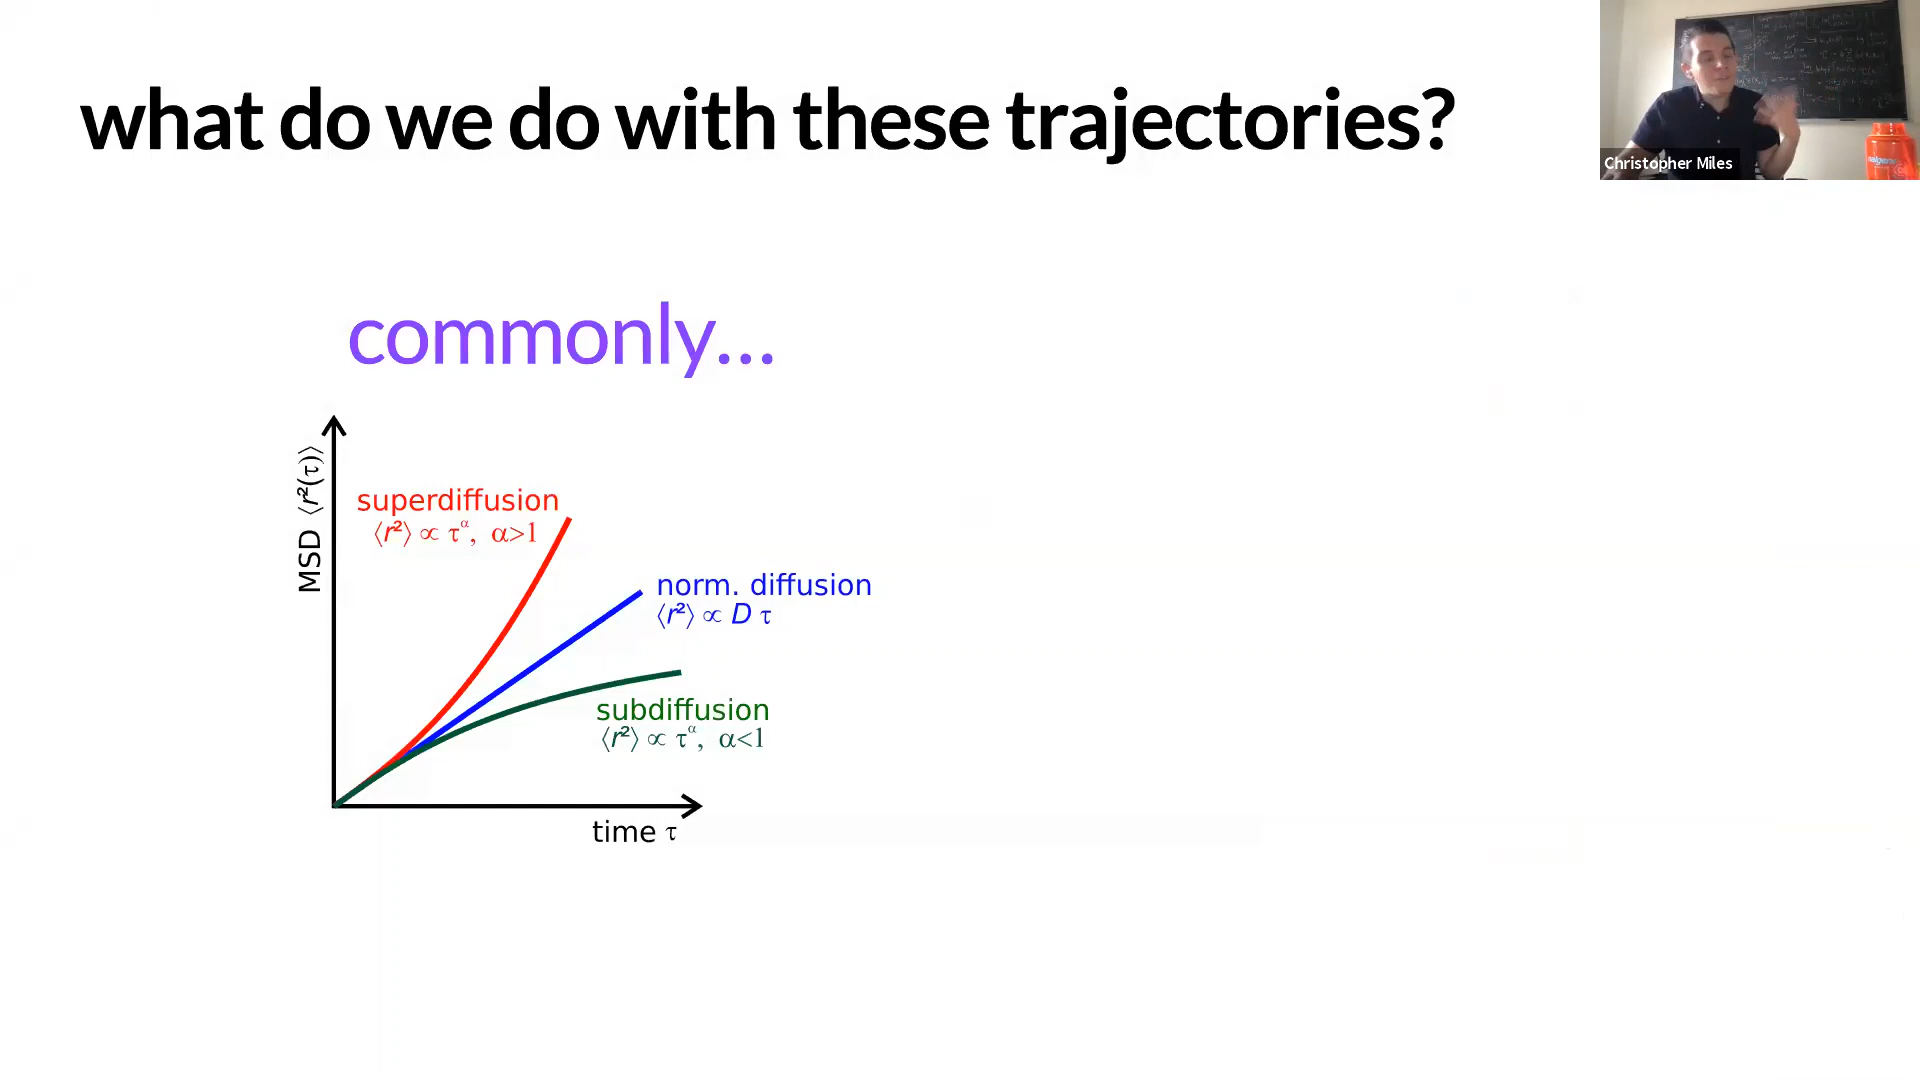 what do we do with these trajectories?
Christopher Miles
commonly...
MSD ⟨r²(τ)⟩
superdiffusion
⟨r²⟩ ∝ τ^α, α>1
norm. diffusion
⟨r²⟩ ∝ D τ
subdiffusion
⟨r²⟩ ∝ τ^α, α<1
time τ